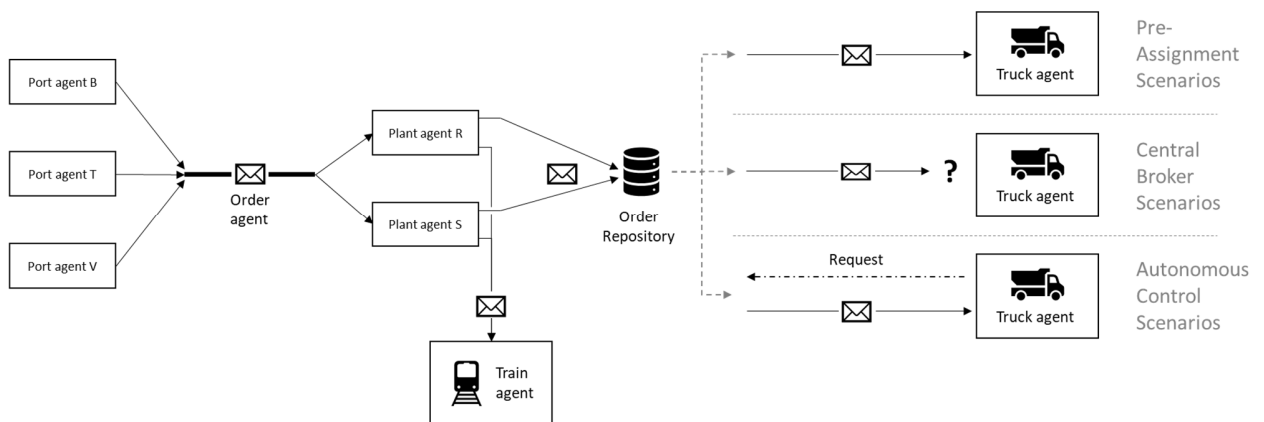 Port agent B
Port agent T
Port agent V
Order
agent
Plant agent R
Plant agent S
Train
agent
Order
Repository
Truck agent
Pre-
Assignment
Scenarios
?
Truck agent
Central
Broker
Scenarios
Request
Truck agent
Autonomous
Control
Scenarios